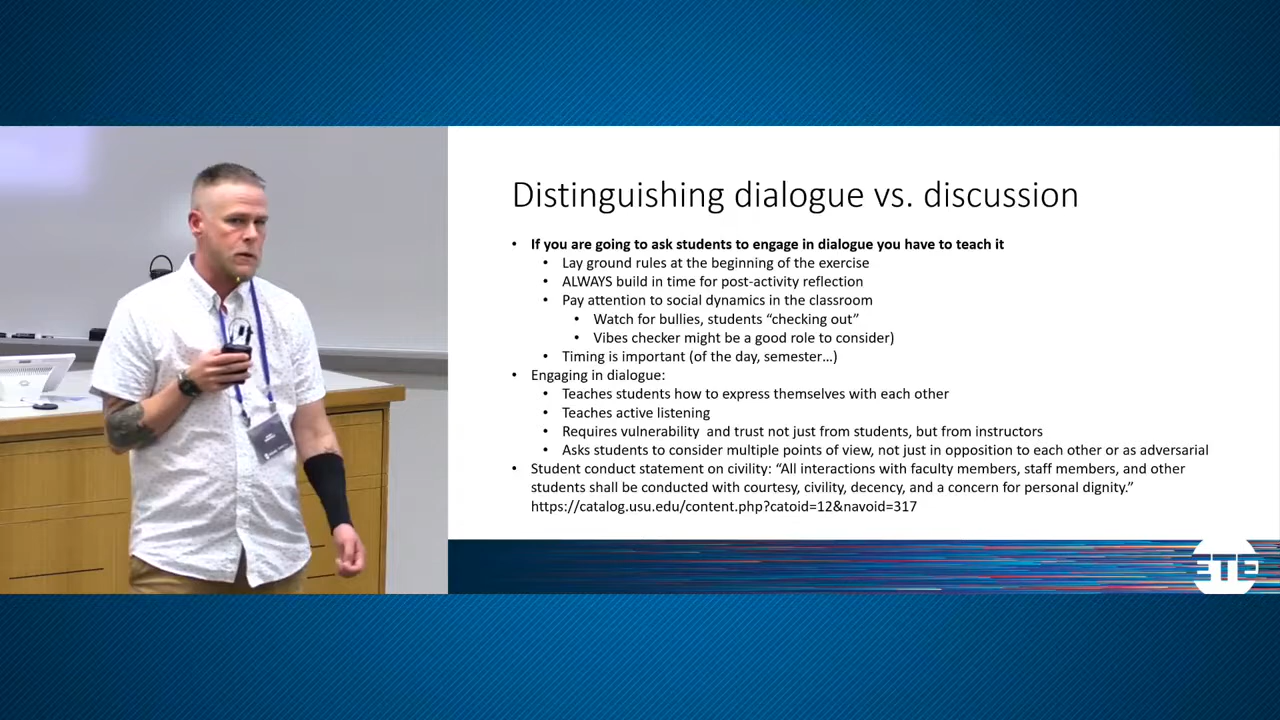 Distinguishing dialogue vs. discussion
• If you are going to ask students to engage in dialogue you have to teach it
• Lay ground rules at the beginning of the exercise
• ALWAYS build in time for post-activity reflection
• Pay attention to social dynamics in the classroom
• Watch for bullies, students “checking out”
• Vibes checker might be a good role to consider)
• Timing is important (of the day, semester…)
• Engaging in dialogue:
• Teaches students how to express themselves with each other
• Teaches active listening
• Requires vulnerability  and trust not just from students, but from instructors
• Asks students to consider multiple points of view, not just in opposition to each other or as adversarial
• Student conduct statement on civility: “All interactions with faculty members, staff members, and other
students shall be conducted with courtesy, civility, decency, and a concern for personal dignity.”
https://catalog.usu.edu/content.php?catoid=12&navoid=317
ETE